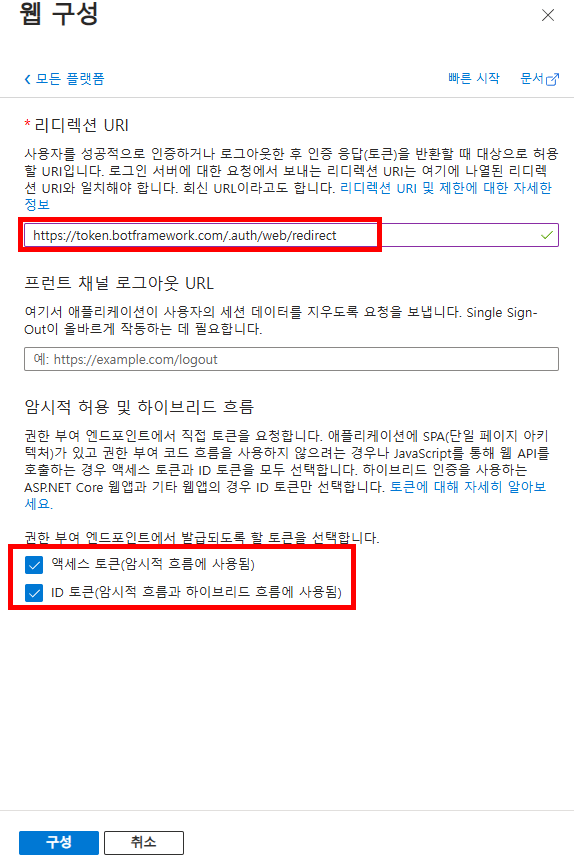 웹 구성
모든 플랫폼
빠른 시작
문서
* 리디렉션 URI
사용자를 성공적으로 인증하거나 로그아웃한 후 인증 응답(토큰)을 반환할 때 대상으로 허용
할 URI입니다. 로그인 서버에 대한 요청에서 보내는 리디렉션 URI는 여기에 나열된 리디렉
션 URI와 일치해야 합니다. 회신 URL이라고도 합니다. 리디렉션 URI 및 제한에 대한 자세한
정보
https://token.botframework.com/.auth/web/redirect
프런트 채널 로그아웃 URL
여기서 애플리케이션이 사용자의 세션 데이터를 지우도록 요청을 보냅니다. Single Sign-
Out이 올바르게 작동하는 데 필요합니다.
예: https://example.com/logout
암시적 허용 및 하이브리드 흐름
권한 부여 엔드포인트에서 직접 토큰을 요청합니다. 애플리케이션에 SPA(단일 페이지 아키
텍처)가 있고 권한 부여 코드 흐름을 사용하지 않으려는 경우나 JavaScript를 통해 웹 API를
호출하는 경우 액세스 토큰과 ID 토큰을 모두 선택합니다. 하이브리드 인증을 사용하는
ASP.NET Core 웹앱과 기타 웹앱의 경우 ID 토큰만 선택합니다. 토큰에 대해 자세히 알아보
세요.
권한 부여 엔드포인트에서 발급되도록 할 토큰을 선택합니다.
액세스 토큰(암시적 흐름에 사용됨)
ID 토큰(암시적 흐름과 하이브리드 흐름에 사용됨)
구성
취소